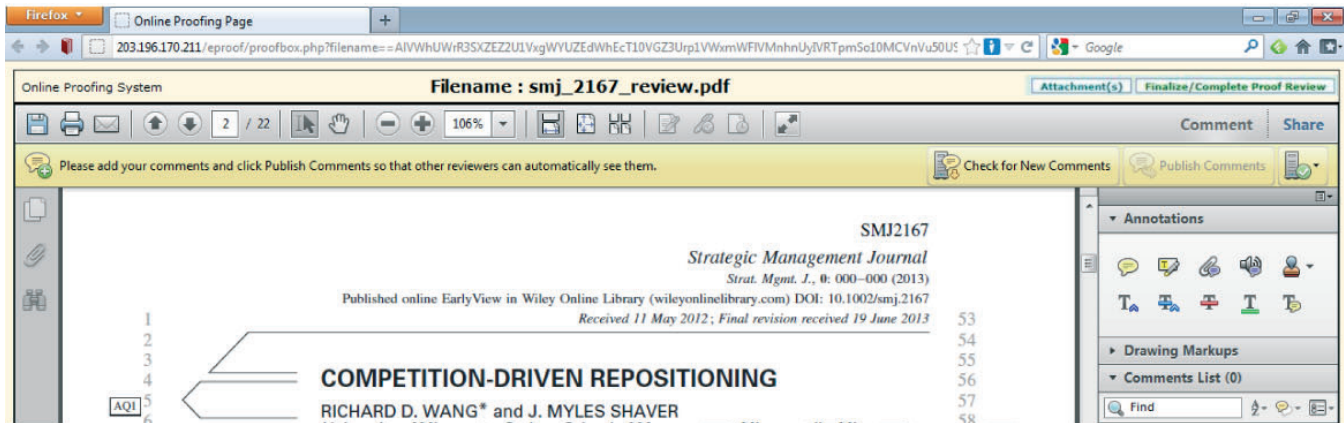 Firefox
Online Proofing Page
203.196.170.211/eproof/proofbox.php?filename=
Google
Online Proofing System
Filename : smj_2167_review.pdf
Attachment(s)
Finalize/Complete Proof Review
2 / 22
106%
Comment
Share
Please add your comments and click Publish Comments so that other reviewers can automatically see them.
Check for New Comments
Publish Comments
SMJ2167
Strategic Management Journal
Strat. Mgmt. J., 0: 000–000 (2013)
Published online EarlyView in Wiley Online Library (wileyonlinelibrary.com) DOI: 10.1002/smj.2167
Received 11 May 2012; Final revision received 19 June 2013
1
2
3
4
5
6
53
54
55
56
57
58
AQ1
COMPETITION-DRIVEN REPOSITIONING
RICHARD D. WANG* and J. MYLES SHAVER
Annotations
Drawing Markups
Comments List (0)
Find